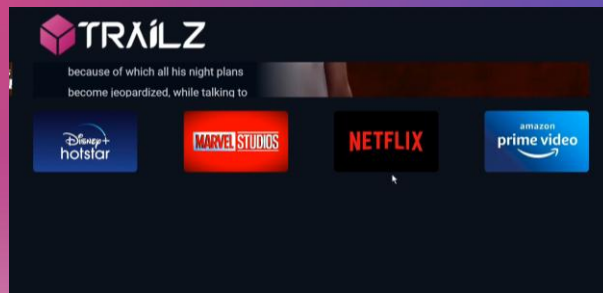 TRAILZ
because of which all his night plans
become jeopardized, while talking to
Disney+
hotstar
MARVEL STUDIOS
NETFLIX
amazon
prime video